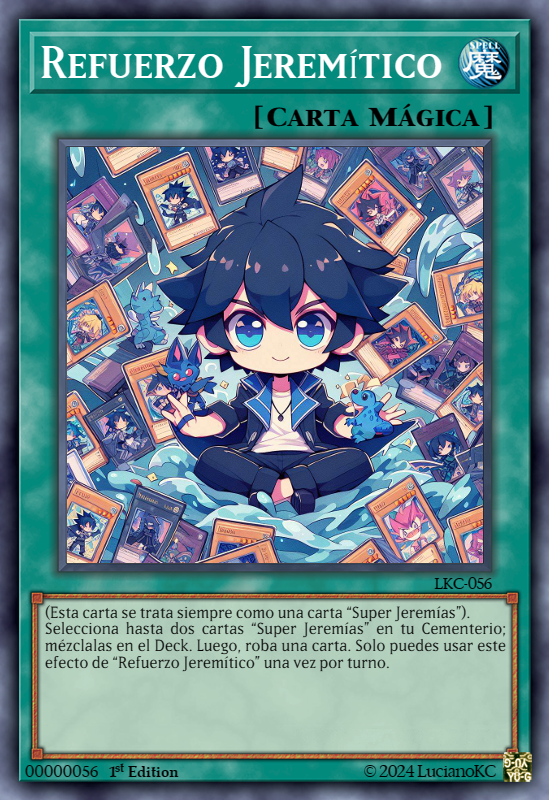 Refuerzo Jeremítico
SPELL
魔
[Carta Mágica]
LKC-056
(Esta carta se trata siempre como una carta “Super Jeremías”).
Selecciona hasta dos cartas “Super Jeremías” en tu Cementerio;
mézclalas en el Deck. Luego, roba una carta. Solo puedes usar este
efecto de “Refuerzo Jeremítico” una vez por turno.
00000056 1st Edition
© 2024 LucianoKC